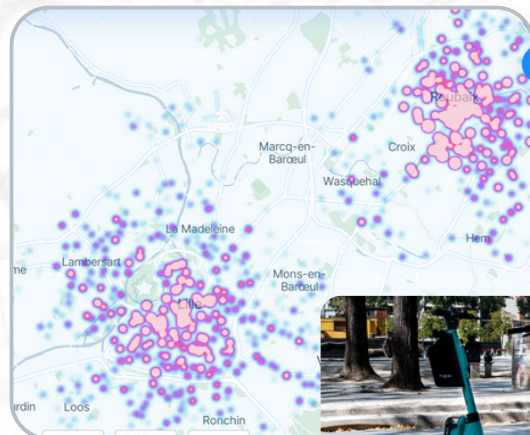 Roubaix
Marcq-en-
Barœul
Croix
Wasquehal
La Madeleine
Hem
Lambersart
Mons-en-
Barœul
Lille
Loos
Ronchin